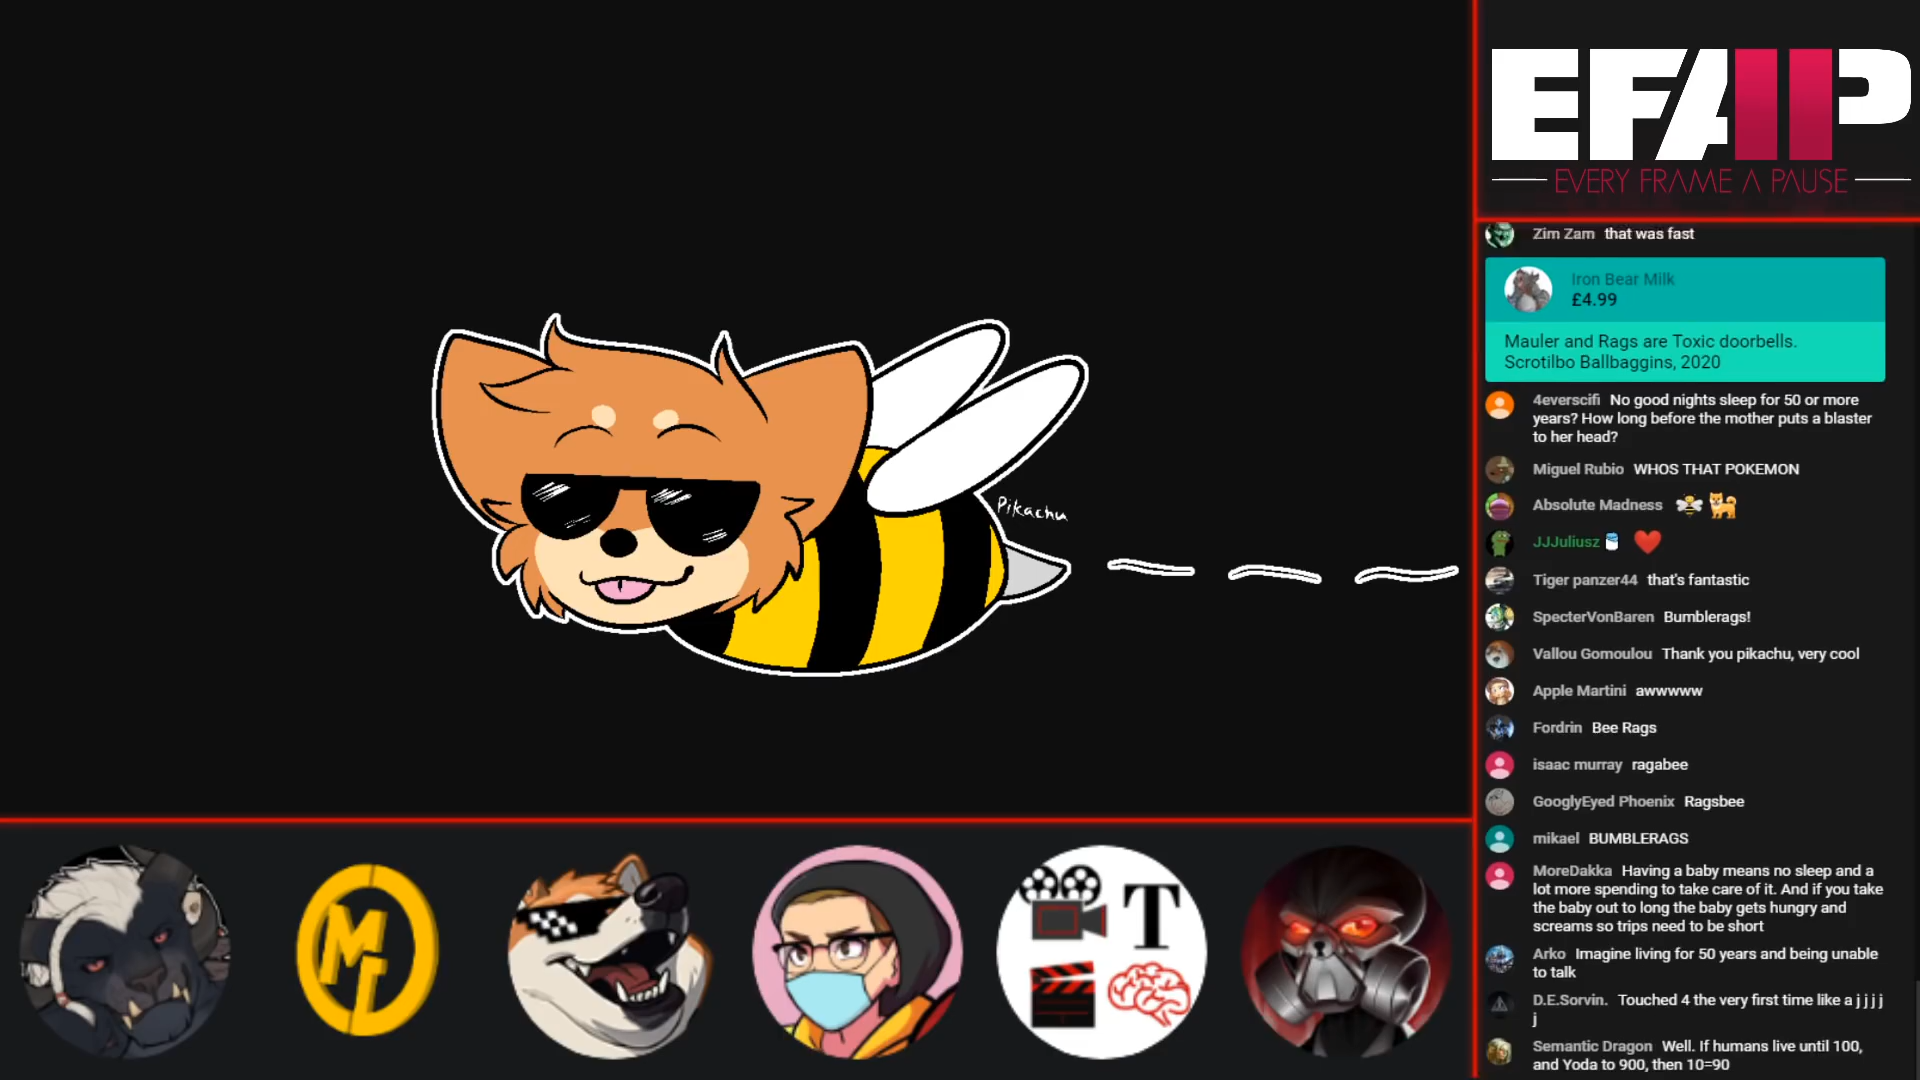 EFAP
EVERY FRAME A PAUSE
Zim Zam that was fast
Iron Bear Milk
£4.99
Mauler and Rags are Toxic doorbells.
Scrotilbo Ballbaggins, 2020
4everscifi No good nights sleep for 50 or more
years? How long before the mother puts a blaster
to her head?
Miguel Rubio WHOS THAT POKEMON
Absolute Madness 🐝🐕
JJJuliusz 🥛 ❤️
Tiger panzer44 that's fantastic
SpecterVonBaren Bumblerags!
Vallou Gomoulou Thank you pikachu, very cool
Apple Martini awwwww
Fordrin Bee Rags
isaac murray ragabee
GooglyEyed Phoenix Ragsbee
mikael BUMBLERAGS
MoreDakka Having a baby means no sleep and a
lot more spending to take care of it. And if you take
the baby out to long the baby gets hungry and
screams so trips need to be short
Arko Imagine living for 50 years and being unable
to talk
D.E.Sorvin. Touched 4 the very first time like a j j j j
j
Semantic Dragon Well. If humans live until 100,
and Yoda to 900, then 10=90
Pikachu
M
T